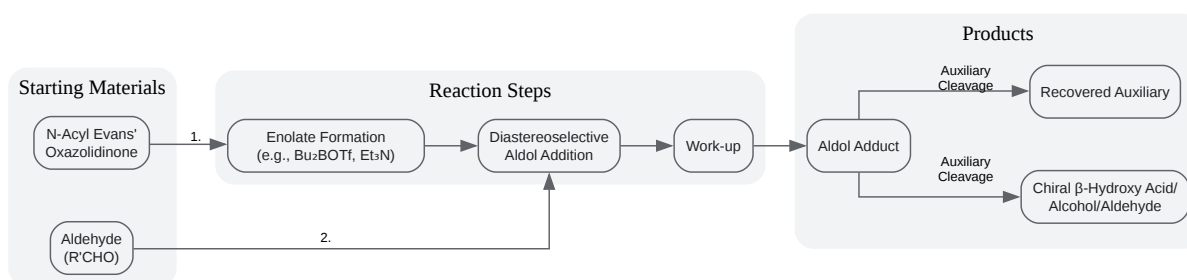 Starting Materials
N-Acyl Evans'
Oxazolidinone
Aldehyde
(R'CHO)
1.
2.
Reaction Steps
Enolate Formation
(e.g., Bu₂BOTf, Et₃N)
Diastereoselective
Aldol Addition
Work-up
Products
Aldol Adduct
Auxiliary
Cleavage
Recovered Auxiliary
Auxiliary
Cleavage
Chiral β-Hydroxy Acid/
Alcohol/Aldehyde